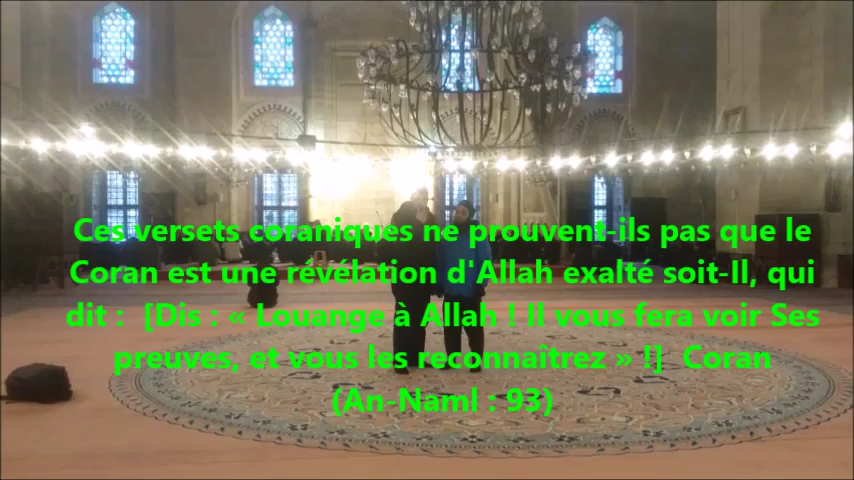 Ces versets coraniques ne prouvent-ils pas que le
Coran est une révélation d'Allah exalté soit-Il, qui
dit :  [Dis : « Louange à Allah ! Il vous fera voir Ses
preuves, et vous les reconnaîtrez » !]  Coran
(An-Naml : 93)